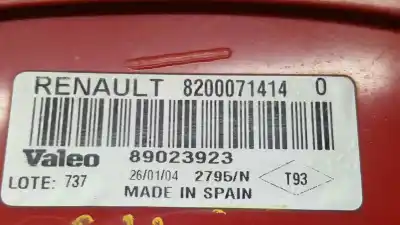 RENAULT 8200071414 0
Valeo 89023923
LOTE: 737 26/01/04 2795/N T93
MADE IN SPAIN